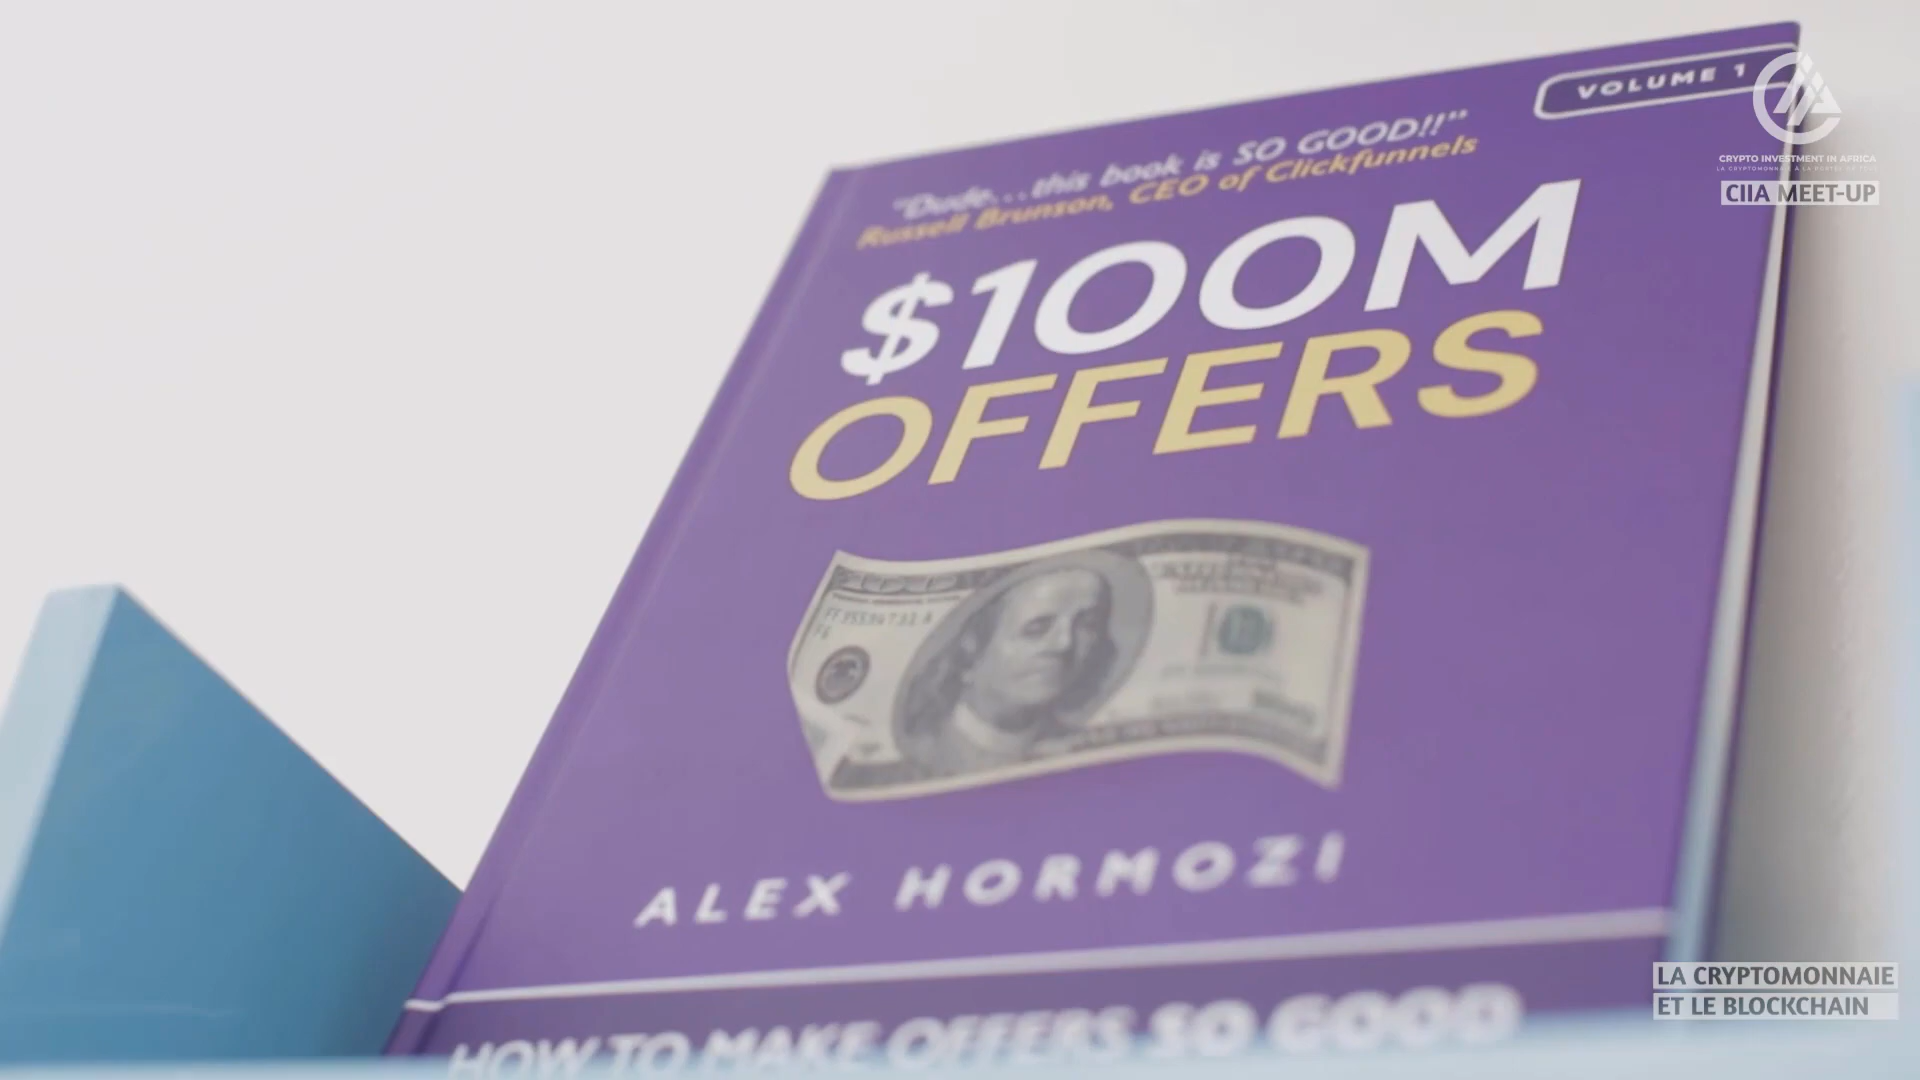 VOLUME 1
"Dude...this book is SO GOOD!!"
Russell Brunson, CEO of Clickfunnels
$100M
OFFERS
ALEX HORMOZI
HOW TO MAKE OFFERS SO GOOD
CRYPTO INVESTMENT IN AFRICA
CIIA MEET-UP
LA CRYPTOMONNAIE
ET LE BLOCKCHAIN